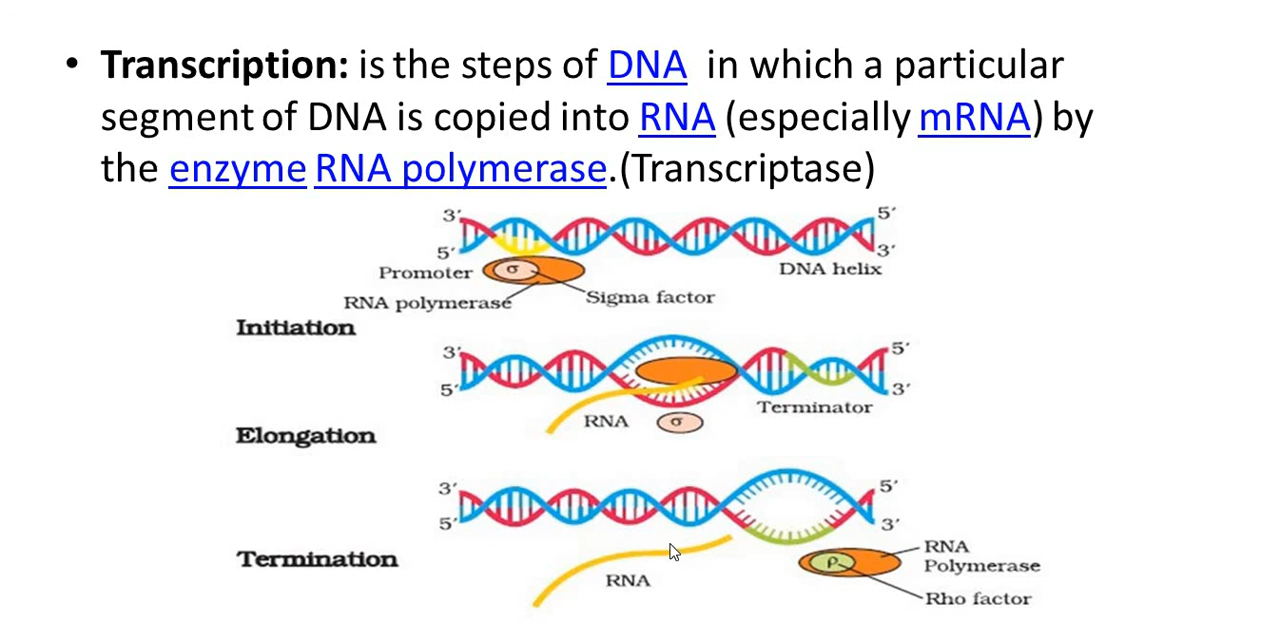 • Transcription: is the steps of DNA in which a particular
segment of DNA is copied into RNA (especially mRNA) by
the enzyme RNA polymerase.(Transcriptase)
3′
5′
5′
3′
Promoter
σ
DNA helix
RNA polymerase
Sigma factor
Initiation
3′
5′
5′
3′
Terminator
RNA
σ
Elongation
3′
5′
5′
3′
Termination
RNA
ρ
RNA
Polymerase
Rho factor